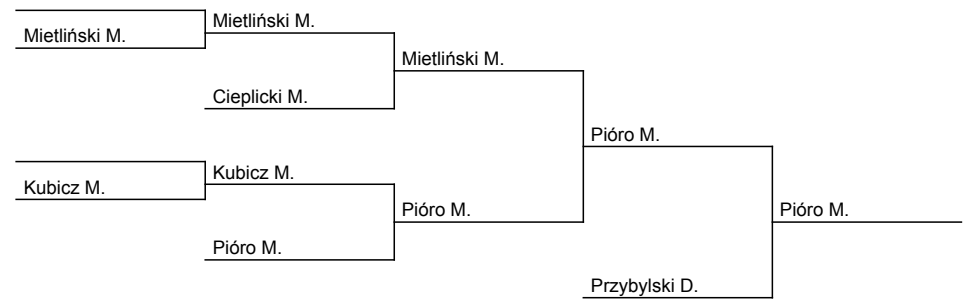 Mietliński M.
Mietliński M.
Mietliński M.
Cieplicki M.
Pióro M.
Kubicz M.
Kubicz M.
Pióro M.
Pióro M.
Pióro M.
Przybylski D.